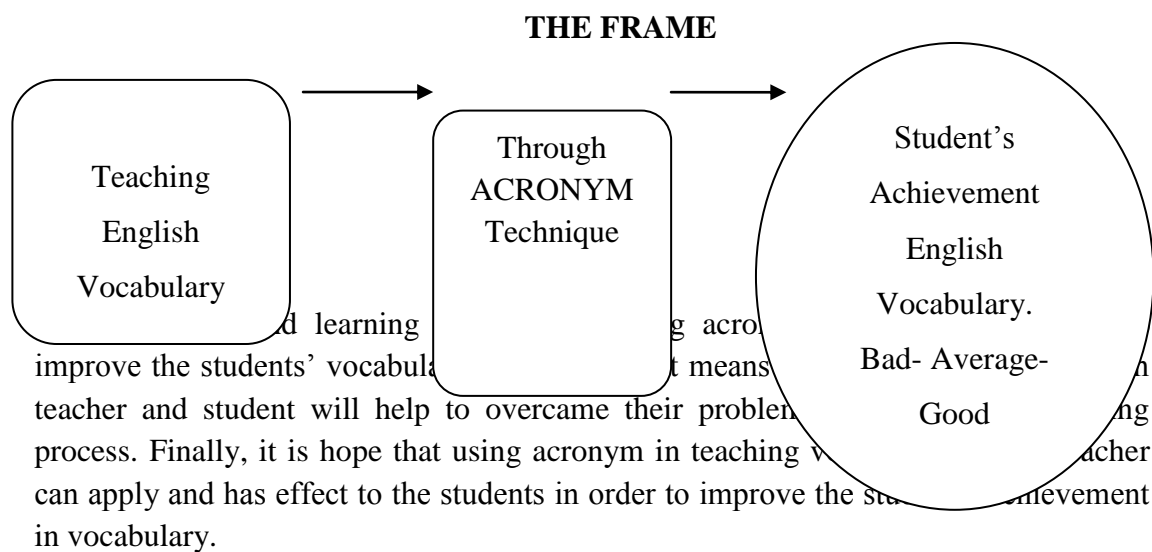 THE FRAME
Teaching
English
Vocabulary
Through
ACRONYM
Technique
Student’s
Achievement
English
Vocabulary.
Bad- Average-
Good
learning
improve the students’ means
teacher and student will help to overcame their
process. Finally, it is hope that using acronym in teaching
can apply and has effect to the students in order to improve the
in vocabulary.